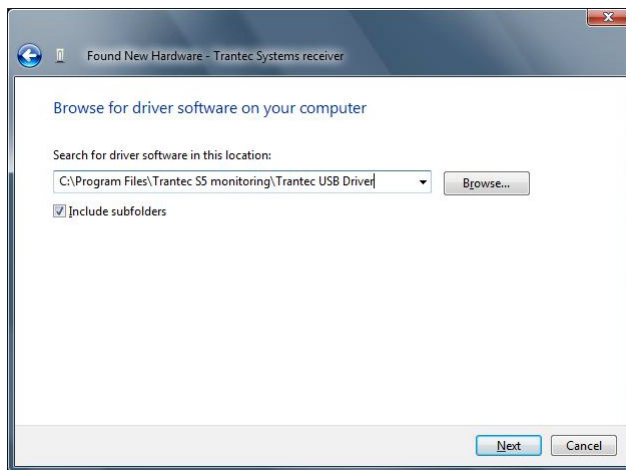 Found New Hardware - Trantec Systems receiver
Browse for driver software on your computer
Search for driver software in this location:
C:\Program Files\Trantec S5 monitoring\Trantec USB Driver
Browse...
Include subfolders
Next
Cancel